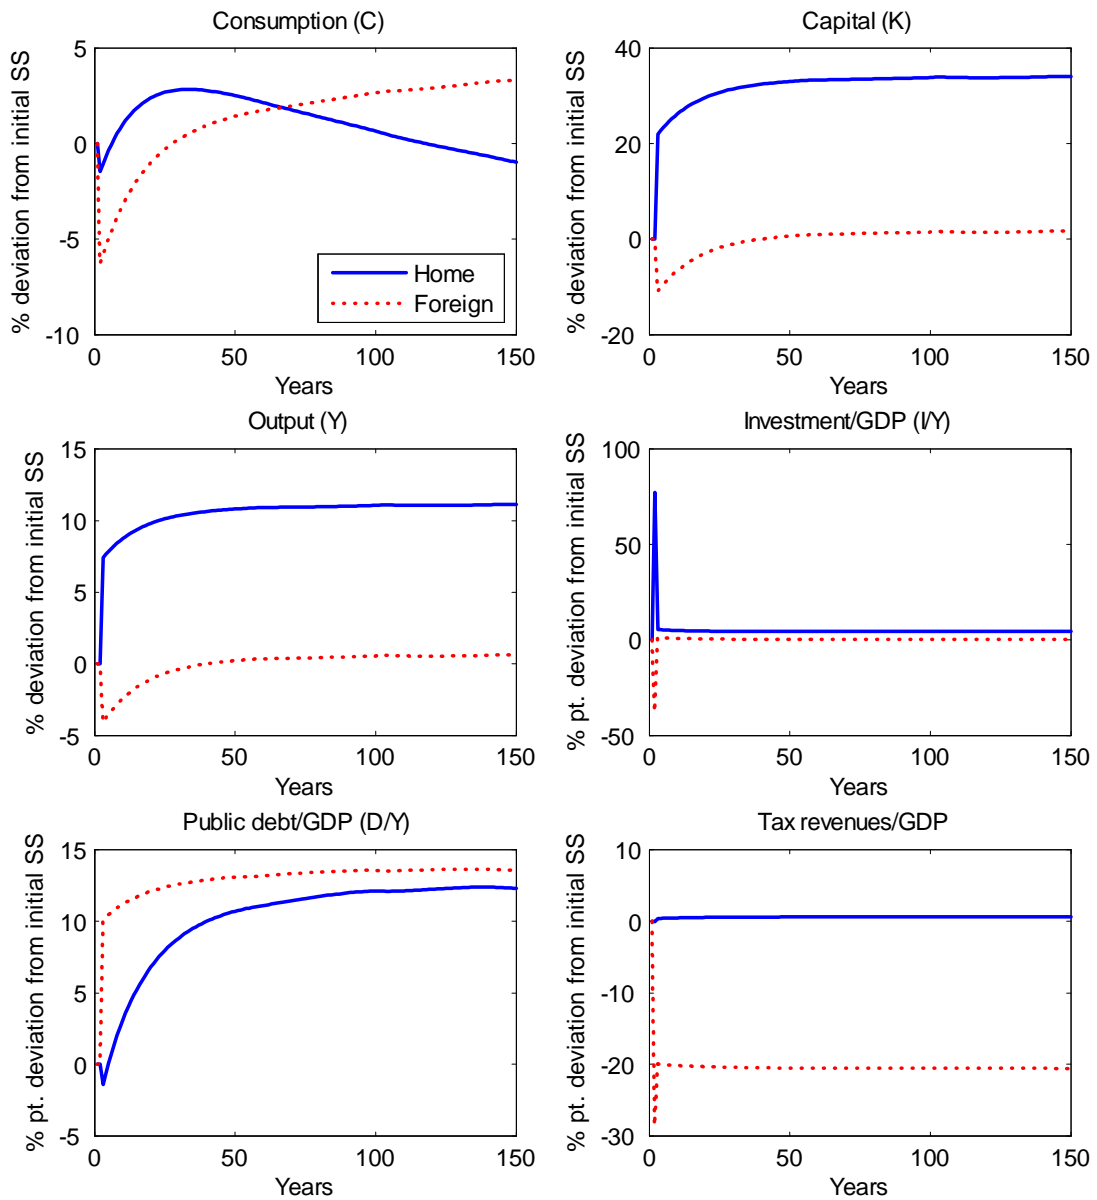 Consumption (C)
% deviation from initial SS
5
0
-5
-10
0
50
100
150
Years
Home
Foreign
Capital (K)
% deviation from initial SS
40
20
0
-20
0
50
100
150
Years
Output (Y)
% deviation from initial SS
15
10
5
0
-5
0
50
100
150
Years
Investment/GDP (I/Y)
% pt. deviation from initial SS
100
50
0
-50
0
50
100
150
Years
Public debt/GDP (D/Y)
% pt. deviation from initial SS
15
10
5
0
-5
0
50
100
150
Years
Tax revenues/GDP
% pt. deviation from initial SS
10
0
-10
-20
-30
0
50
100
150
Years